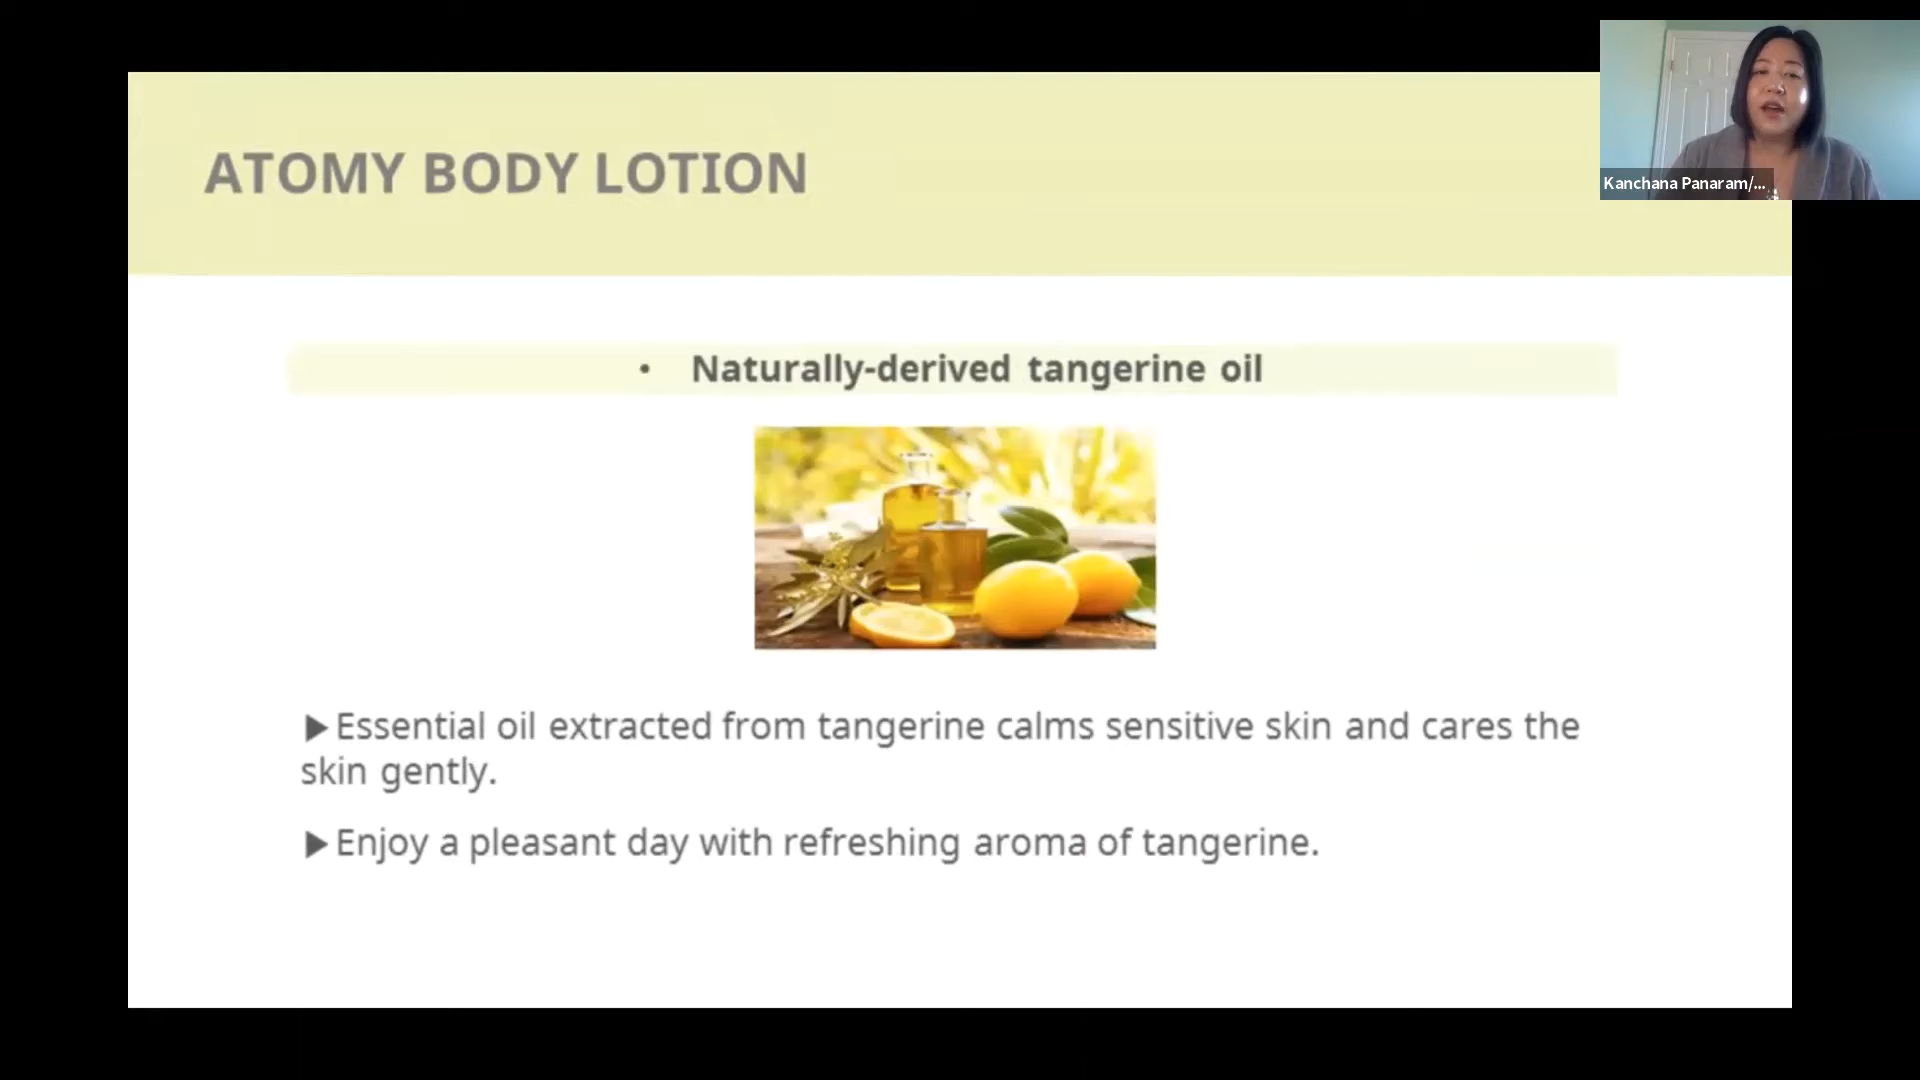 ATOMY BODY LOTION
Kanchana Panaram/...
• Naturally-derived tangerine oil
▶Essential oil extracted from tangerine calms sensitive skin and cares the
skin gently.
▶Enjoy a pleasant day with refreshing aroma of tangerine.